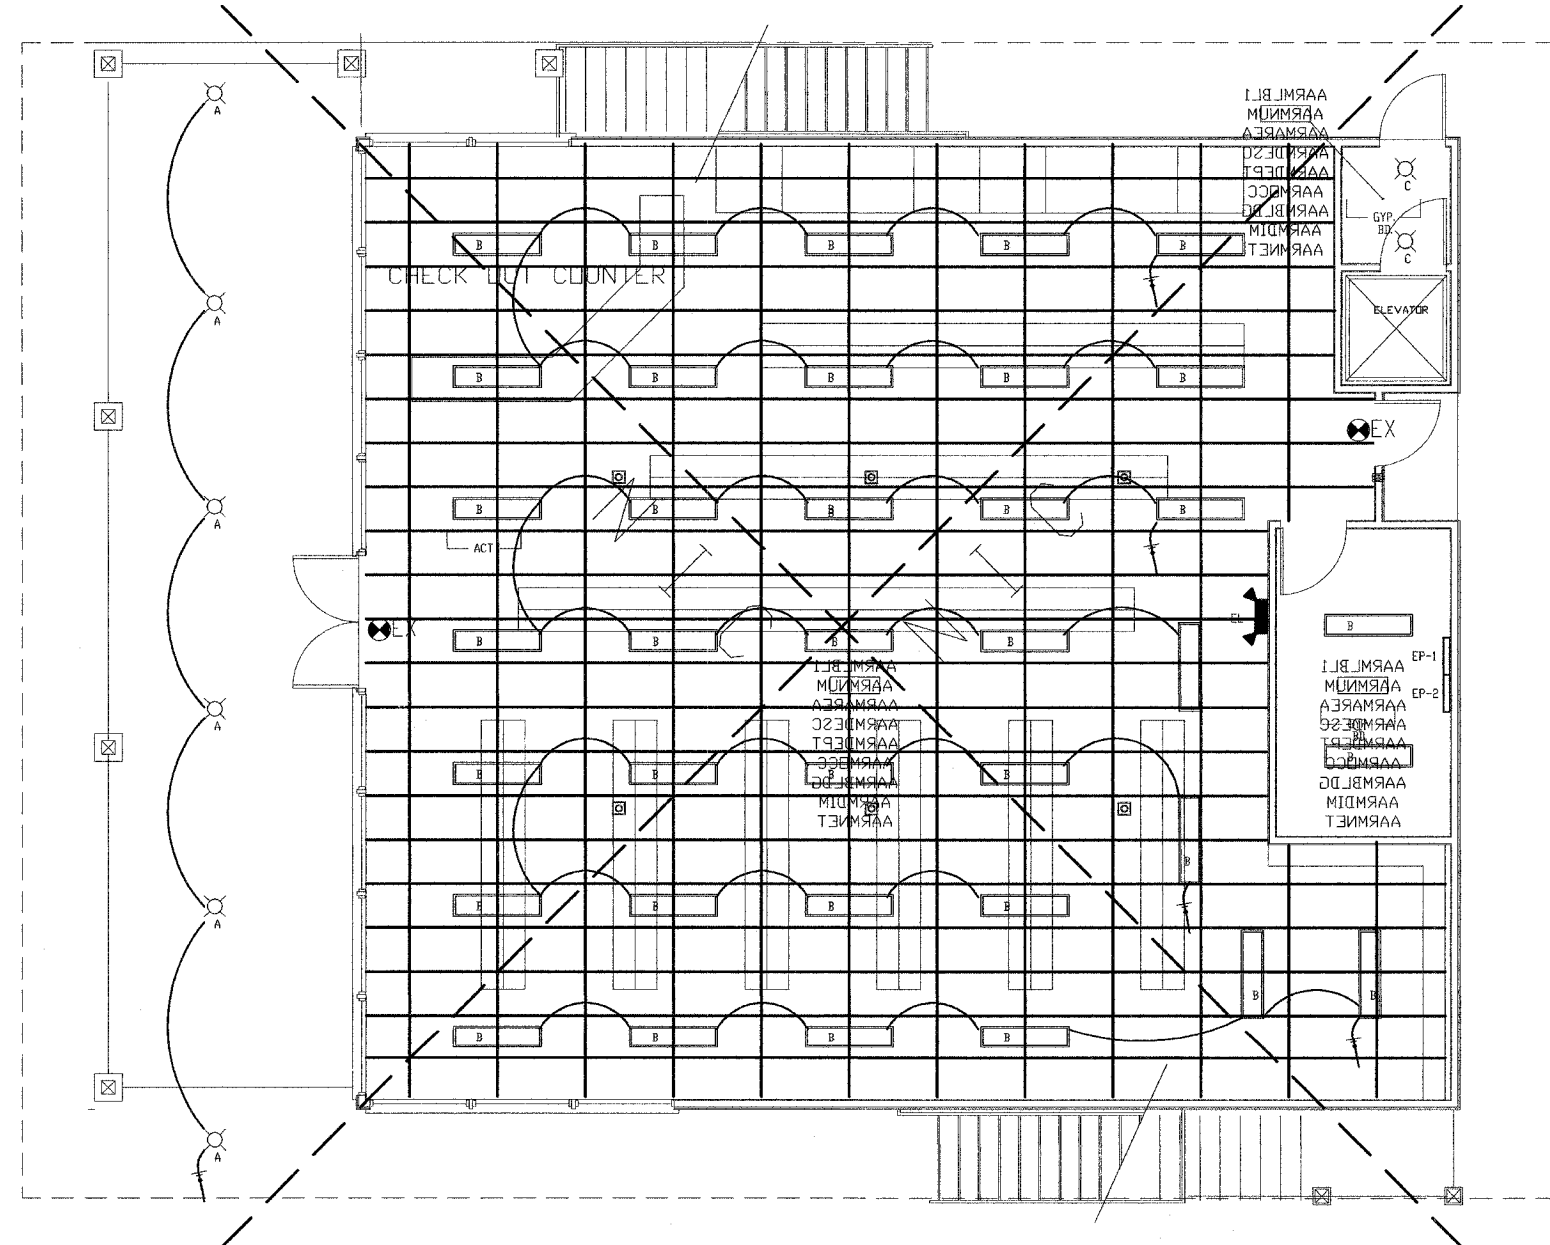 A
AARMLBL1
AARMNUM
AARMAREA
AARMDESC
AARMDEPT
AARMOCC
AARMBLDG
AARMDIM
AARMNET
C
GYP.
BD.
C
B B B B B
CHECK OUT COUNTER
A
ELEVATOR
B B B B B
EX
A
B B B B B
ACT
EX
EL
B
B B B B
EP-1
EP-2
AARMLBL1
AARMNUM
AARMAREA
AARMDESC
AARMDEPT
AARMOCC
AARMBLDG
AARMDIM
AARMNET
AARMLBL1
AARMNUM
AARMAREA
AARMDESC
AARMDEPT
AARMOCC
AARMBLDG
AARMDIM
AARMNET
A
B B B B
B
B
B B B B
A
B B
B B B B
A